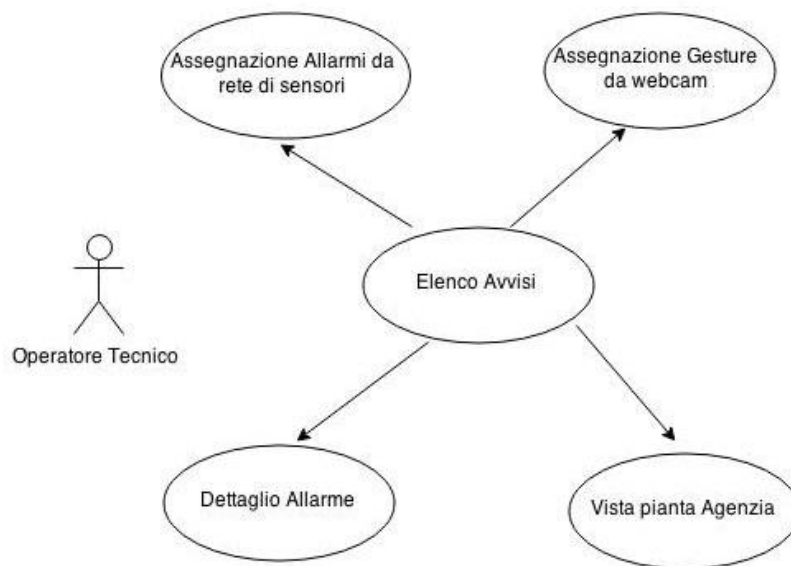 Assegnazione Allarmi da
rete di sensori
Assegnazione Gesture
da webcam
Elenco Avvisi
Operatore Tecnico
Dettaglio Allarme
Vista pianta Agenzia